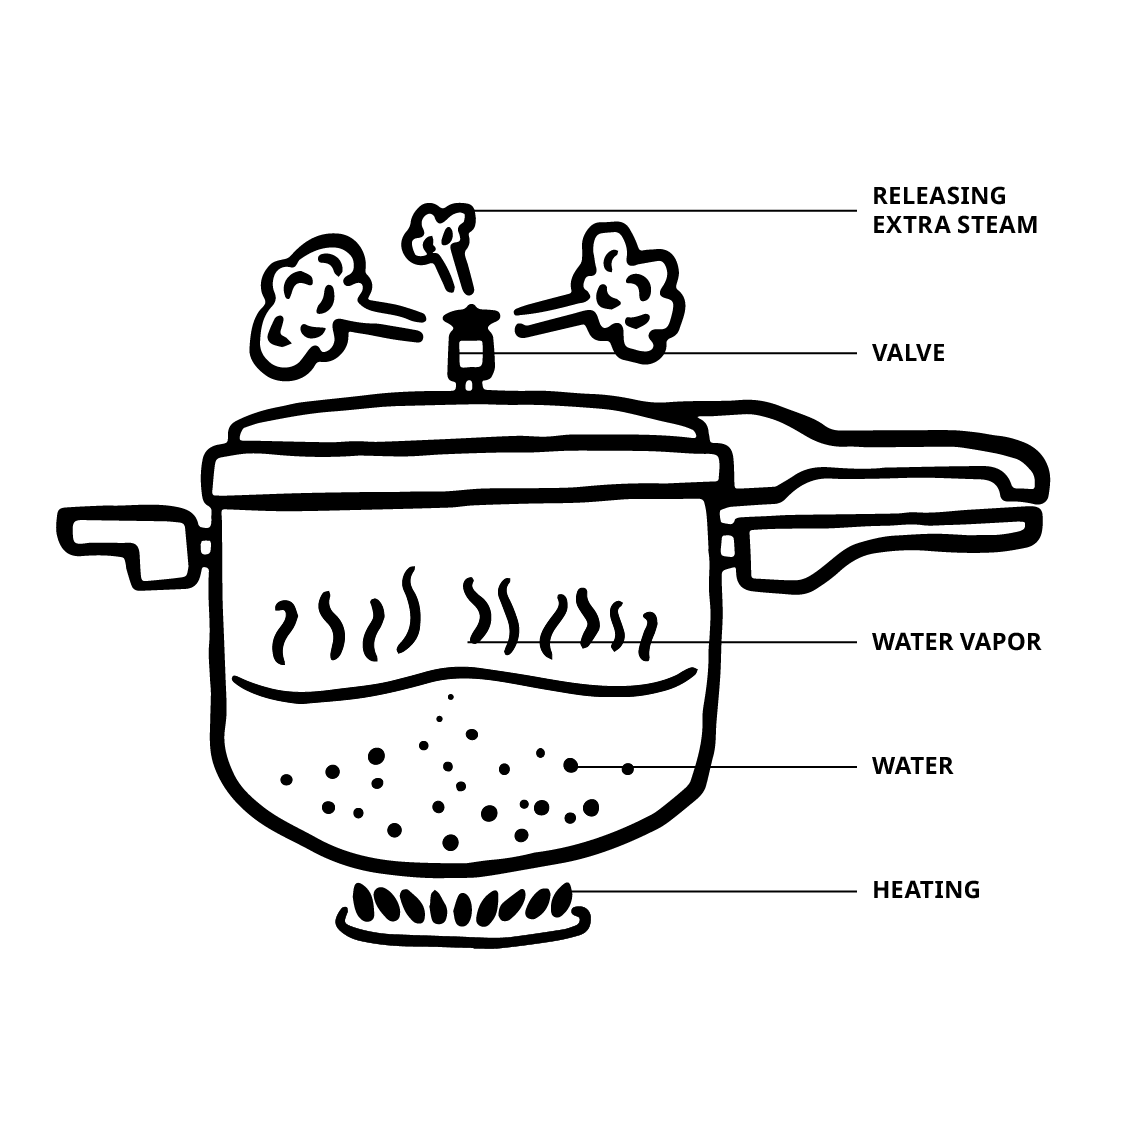 RELEASING
EXTRA STEAM
VALVE
WATER VAPOR
WATER
HEATING